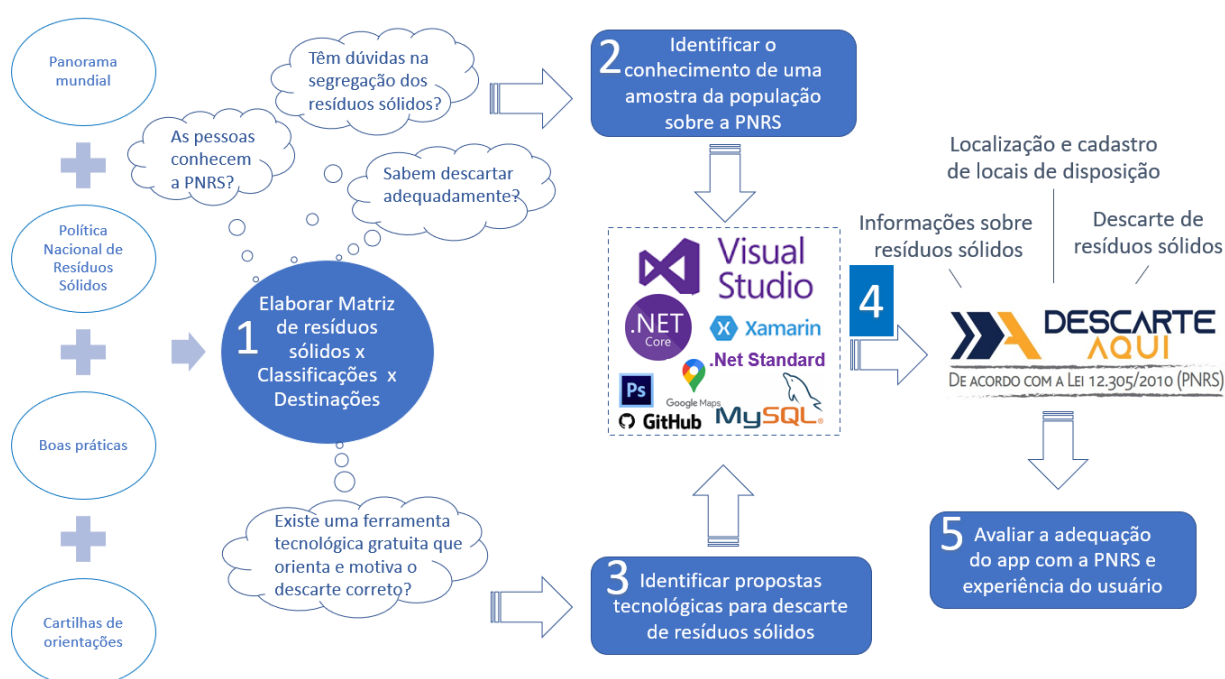 Panorama
mundial
Política
Nacional de
Resíduos
Sólidos
Boas práticas
Cartilhas de
orientações
As pessoas
conhecem
a PNRS?
Têm dúvidas na
segregação dos
resíduos sólidos?
Sabem descartar
adequadamente?
1
Elaborar Matriz
de resíduos
sólidos x
Classificações x
Destinações
Existe uma ferramenta
tecnológica gratuita que
orienta e motiva o
descarte correto?
2
Identificar o
conhecimento de uma
amostra da população
sobre a PNRS
Visual
Studio
.NET
Core
Xamarin
.Net Standard
Ps
Google Maps
GitHub
MySQL®
3
Identificar propostas
tecnológicas para descarte
de resíduos sólidos
4
Localização e cadastro
de locais de disposição
Informações sobre
resíduos sólidos
Descarte de
resíduos sólidos
DESCARTE
AQUI
DE ACORDO COM A LEI 12.305/2010 (PNRS)
5
Avaliar a adequação
do app com a PNRS e
experiência do usuário